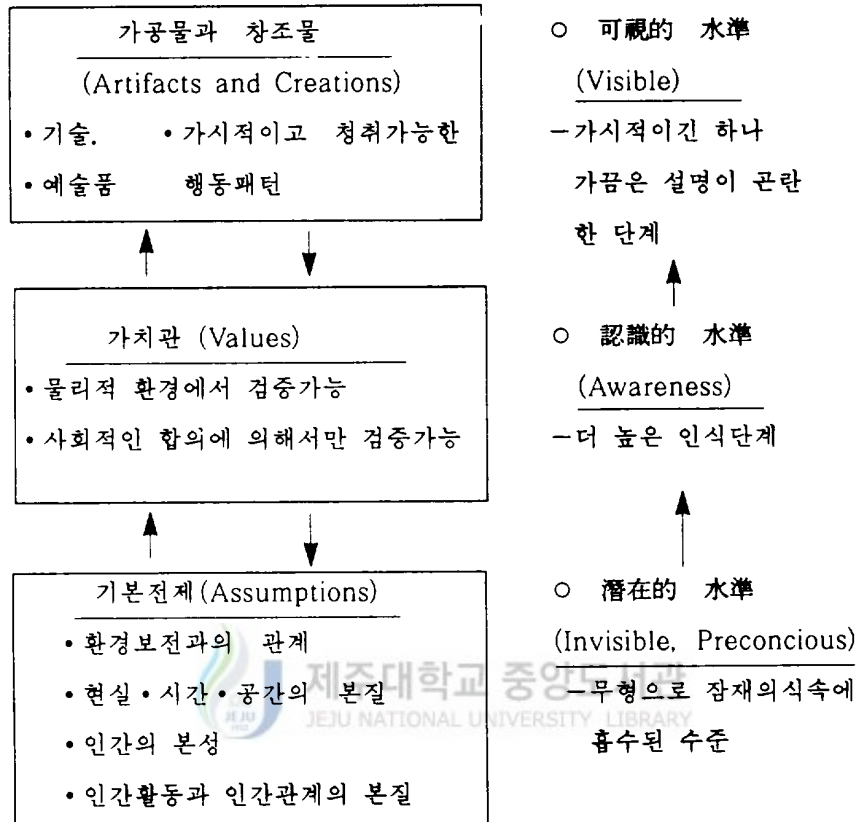 가공물과 창조물
(Artifacts and Creations)
• 기술. • 가시적이고 청취가능한
• 예술품 행동패턴
○ 可視的 水準
(Visible)
－가시적이긴 하나
가끔은 설명이 곤란
한 단계
가치관 (Values)
• 물리적 환경에서 검증가능
• 사회적인 합의에 의해서만 검증가능
○ 認識的 水準
(Awareness)
－더 높은 인식단계
기본전제(Assumptions)
• 환경보전과의 관계
• 현실•시간•공간의 본질
• 인간의 본성
• 인간활동과 인간관계의 본질
○ 潛在的 水準
(Invisible, Preconcious)
－무형으로 잠재의식속에
흡수된 수준
제주대학교 중앙도서관
JEJU NATIONAL UNIVERSITY LIBRARY
JEJU
1952